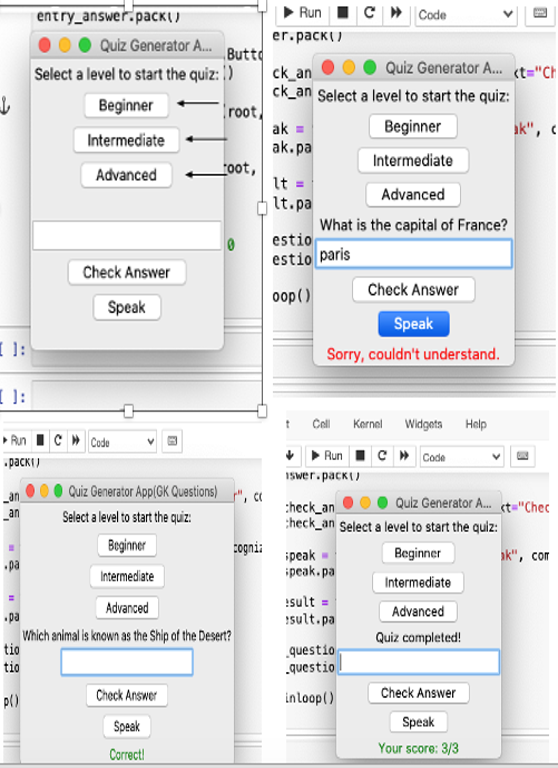 entry_answer.pack()
Quiz Generator A...
Butto
Select a level to start the quiz:
)
Beginner
root,
Intermediate
Advanced
root,
0
Check Answer
Speak
[ ]:
[ ]:
Run
Code
er.pack()
Quiz Generator A...
ck_an
xt="Ch
ck_an
Select a level to start the quiz:
Beginner
ak =
ak", c
ak.pa
Intermediate
lt =
Advanced
lt.pa
What is the capital of France?
estio
paris
estio
Check Answer
oop()
Speak
Sorry, couldn't understand.
Run
Code
.pack()
Quiz Generator App(GK Questions)
_an
r", co
_an
Select a level to start the quiz:
Beginner
=
cogniz
.pa
Intermediate
=
Advanced
.pa
Which animal is known as the Ship of the Desert?
tio
tio
Check Answer
p()
Speak
Correct!
t
Cell
Kernel
Widgets
Help
Run
Code
nswer.pack()
Quiz Generator A...
check_an
xt="Chec
check_an
Select a level to start the quiz:
Beginner
speak =
ak", com
speak.pa
Intermediate
esult =
Advanced
esult.pa
Quiz completed!
_questio
_questio
Check Answer
inloop()
Speak
Your score: 3/3